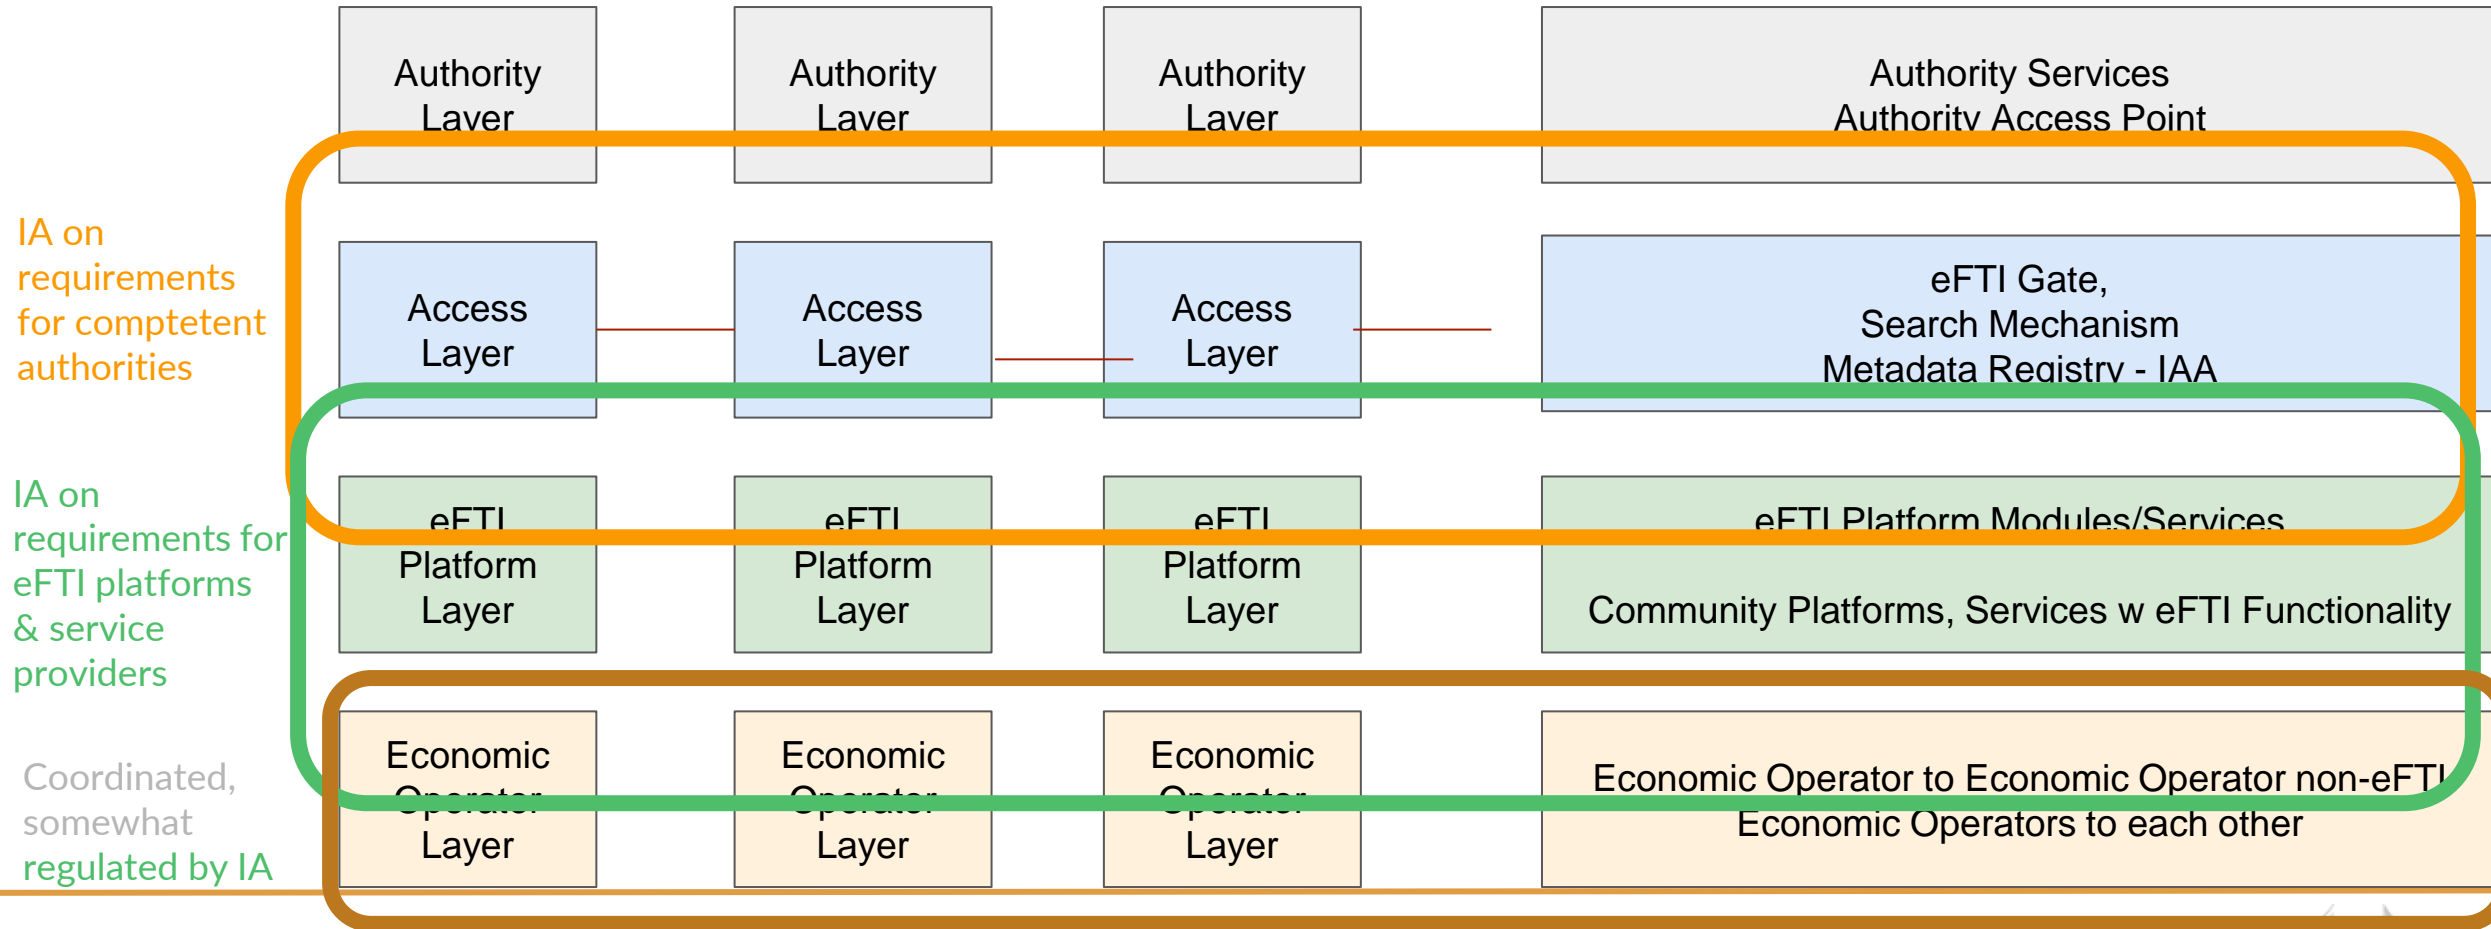 Authority
Layer
Authority
Layer
Authority
Layer
Authority Services
Authority Access Point
IA on
requirements
for comptetent
authorities
Access
Layer
Access
Layer
Access
Layer
eFTI Gate,
Search Mechanism
Metadata Registry - IAA
IA on
requirements for
eFTI platforms
& service
providers
eFTI
Platform
Layer
eFTI
Platform
Layer
eFTI
Platform
Layer
eFTI Platform Modules/Services
Community Platforms, Services w eFTI Functionality
Coordinated,
somewhat
regulated by IA
Economic
Operator
Layer
Economic
Operator
Layer
Economic
Operator
Layer
Economic Operator to Economic Operator non-eFTI
Economic Operators to each other